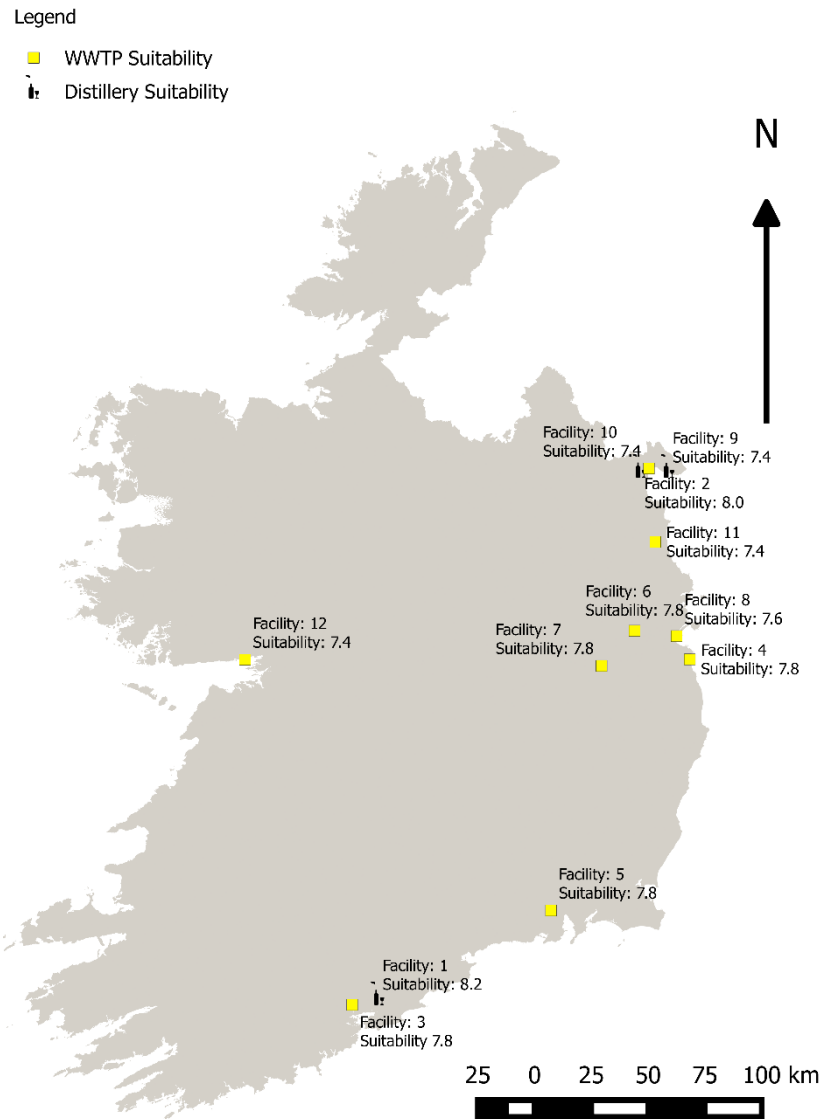 Legend
WWTP Suitability
Distillery Suitability
N
Facility: 10
Suitability: 7.4
Facility: 9
Suitability: 7.4
Facility: 2
Suitability: 8.0
Facility: 11
Suitability: 7.4
Facility: 6
Suitability: 7.8
Facility: 8
Suitability: 7.6
Facility: 7
Suitability: 7.8
Facility: 4
Suitability: 7.8
Facility: 12
Suitability: 7.4
Facility: 5
Suitability: 7.8
Facility: 1
Suitability: 8.2
Facility: 3
Suitability 7.8
25 0 25 50 75 100 km